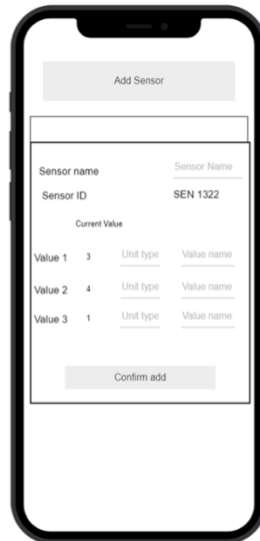 Add Sensor
Sensor name Sensor Name
Sensor ID SEN 1322
Current Value
Value 1 3 Unit type Value name
Value 2 4 Unit type Value name
Value 3 1 Unit type Value name
Confirm add